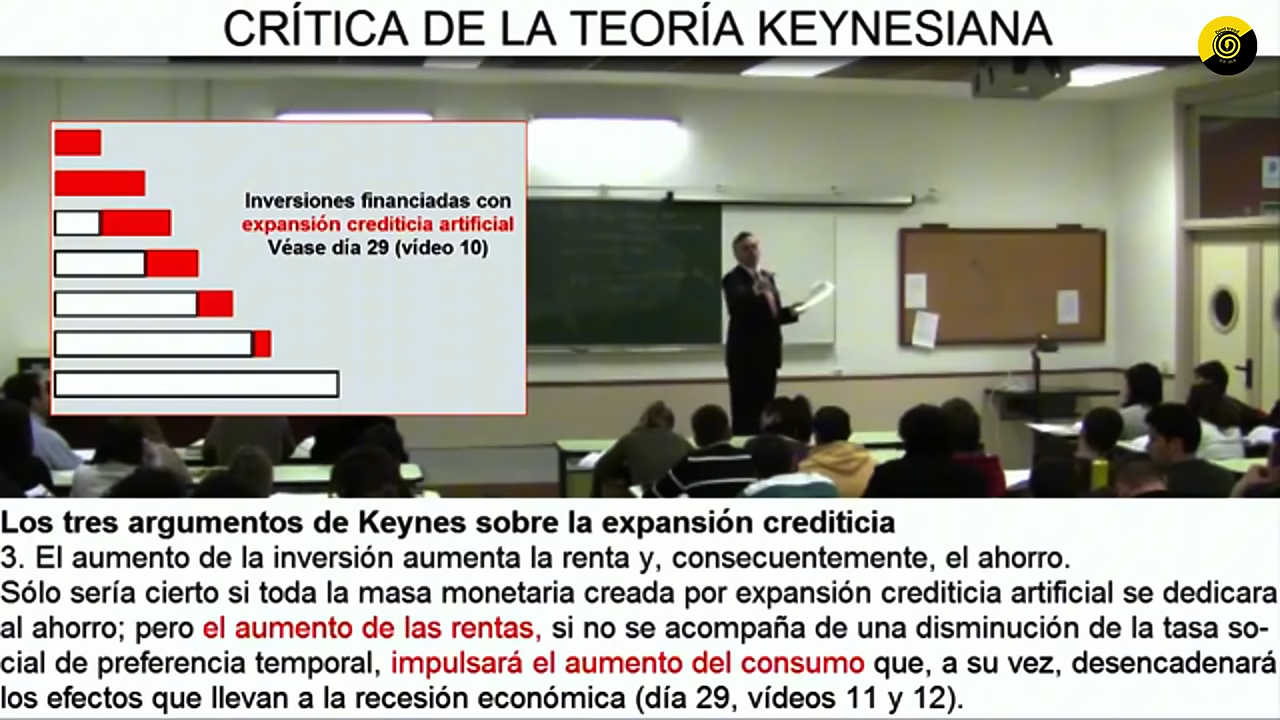 CRÍTICA DE LA TEORÍA KEYNESIANA
Inversiones financiadas con
expansión crediticia artificial
Véase día 29 (vídeo 10)
Los tres argumentos de Keynes sobre la expansión crediticia
3. El aumento de la inversión aumenta la renta y, consecuentemente, el ahorro.
Sólo sería cierto si toda la masa monetaria creada por expansión crediticia artificial se dedicara
al ahorro; pero el aumento de las rentas, si no se acompaña de una disminución de la tasa so-
cial de preferencia temporal, impulsará el aumento del consumo que, a su vez, desencadenará
los efectos que llevan a la recesión económica (día 29, vídeos 11 y 12).